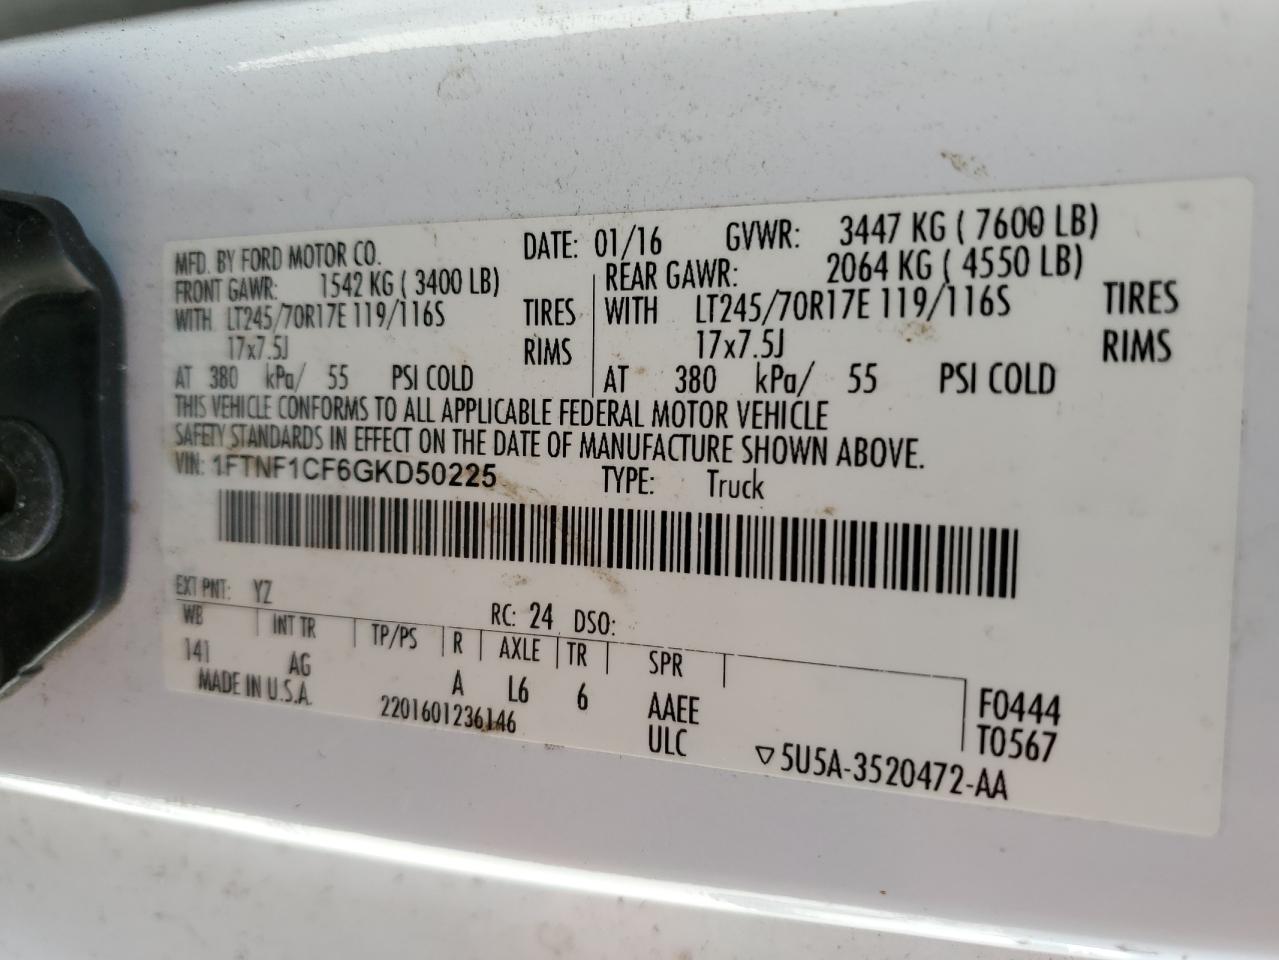 MFD. BY FORD MOTOR CO. DATE: 01/16 GVWR: 3447 KG ( 7600 LB)
FRONT GAWR: 1542 KG ( 3400 LB) REAR GAWR: 2064 KG ( 4550 LB)
WITH LT245/70R17E 119/116S TIRES WITH LT245/70R17E 119/116S TIRES
17x7.5J RIMS 17x7.5J RIMS
AT 380 kPa/ 55 PSI COLD AT 380 kPa/ 55 PSI COLD
THIS VEHICLE CONFORMS TO ALL APPLICABLE FEDERAL MOTOR VEHICLE
SAFETY STANDARDS IN EFFECT ON THE DATE OF MANUFACTURE SHOWN ABOVE.
VIN: 1FTNF1CF6GKD50225 TYPE: Truck
EXT PNT: YZ RC: 24 DSO:
WB INT TR TP/PS R AXLE TR SPR
141 AG A L6 6 AAEE F0444
MADE IN U.S.A. 2201601236146 ULC T0567
▽5U5A-3520472-AA